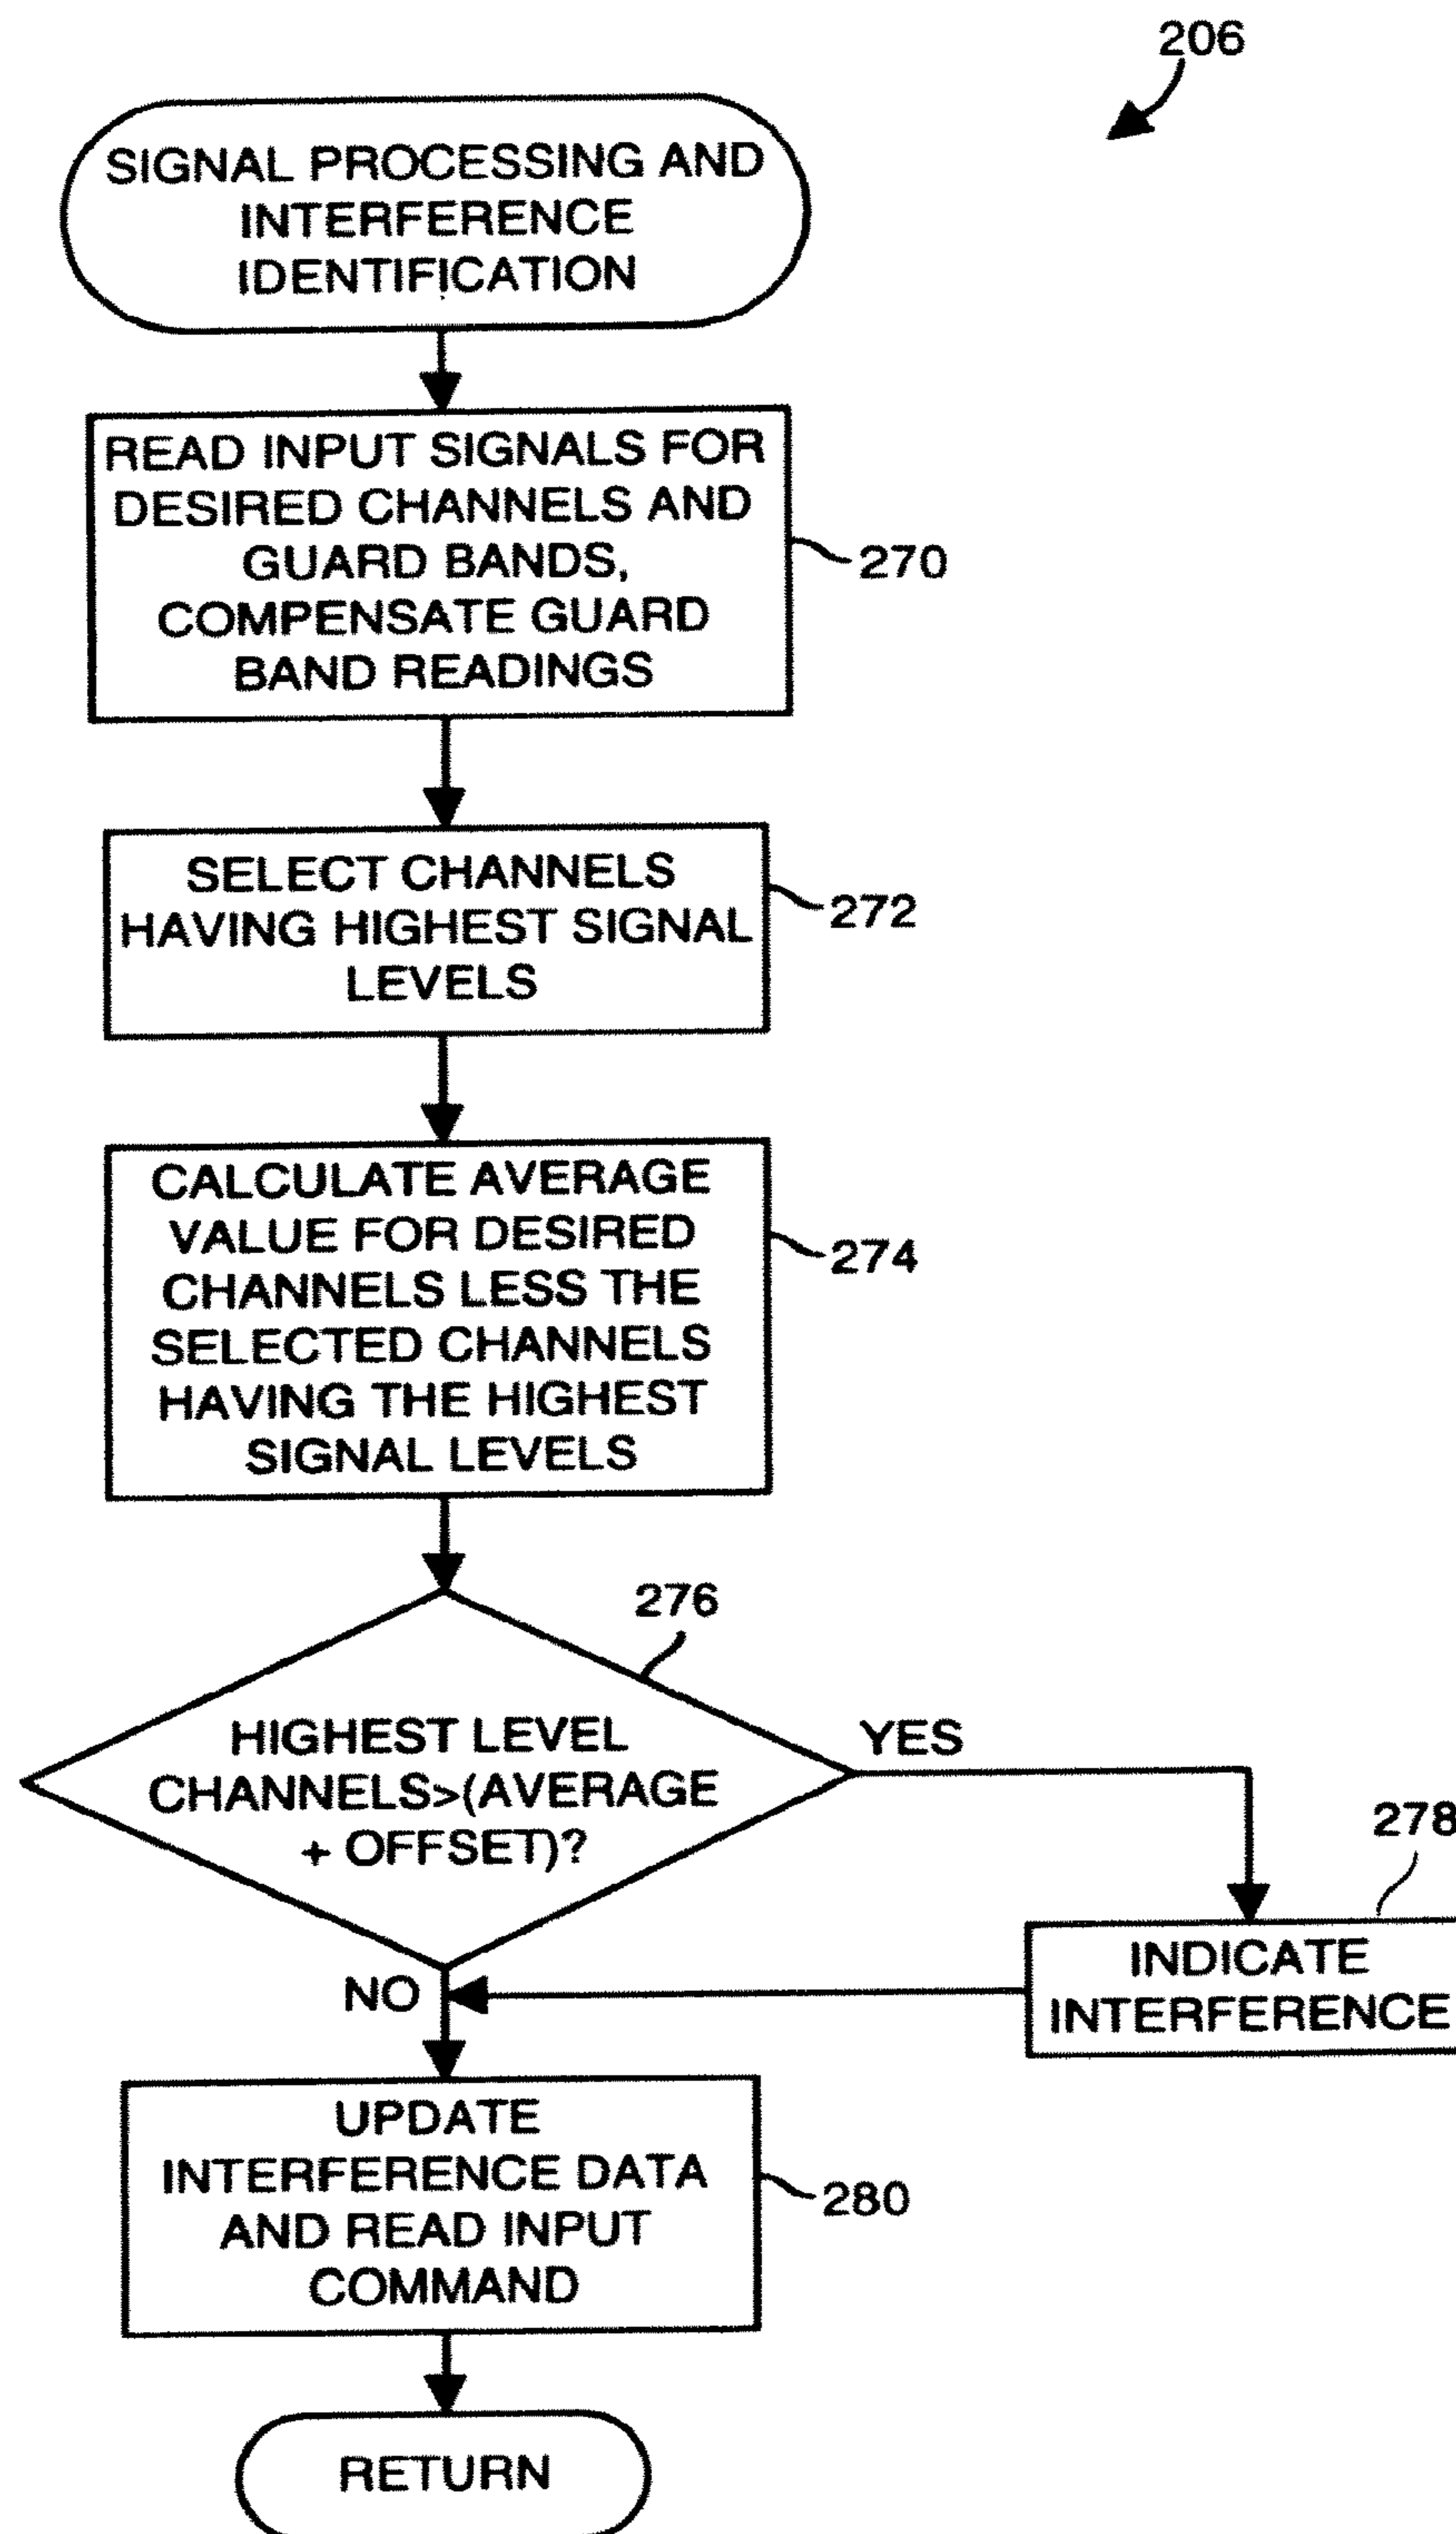 206
SIGNAL PROCESSING AND
INTERFERENCE
IDENTIFICATION
READ INPUT SIGNALS FOR
DESIRED CHANNELS AND
GUARD BANDS,
COMPENSATE GUARD
BAND READINGS
270
SELECT CHANNELS
HAVING HIGHEST SIGNAL
LEVELS
272
CALCULATE AVERAGE
VALUE FOR DESIRED
CHANNELS LESS THE
SELECTED CHANNELS
HAVING THE HIGHEST
SIGNAL LEVELS
274
276
HIGHEST LEVEL
CHANNELS>(AVERAGE
+ OFFSET)?
YES
278
INDICATE
INTERFERENCE
NO
UPDATE
INTERFERENCE DATA
AND READ INPUT
COMMAND
280
RETURN